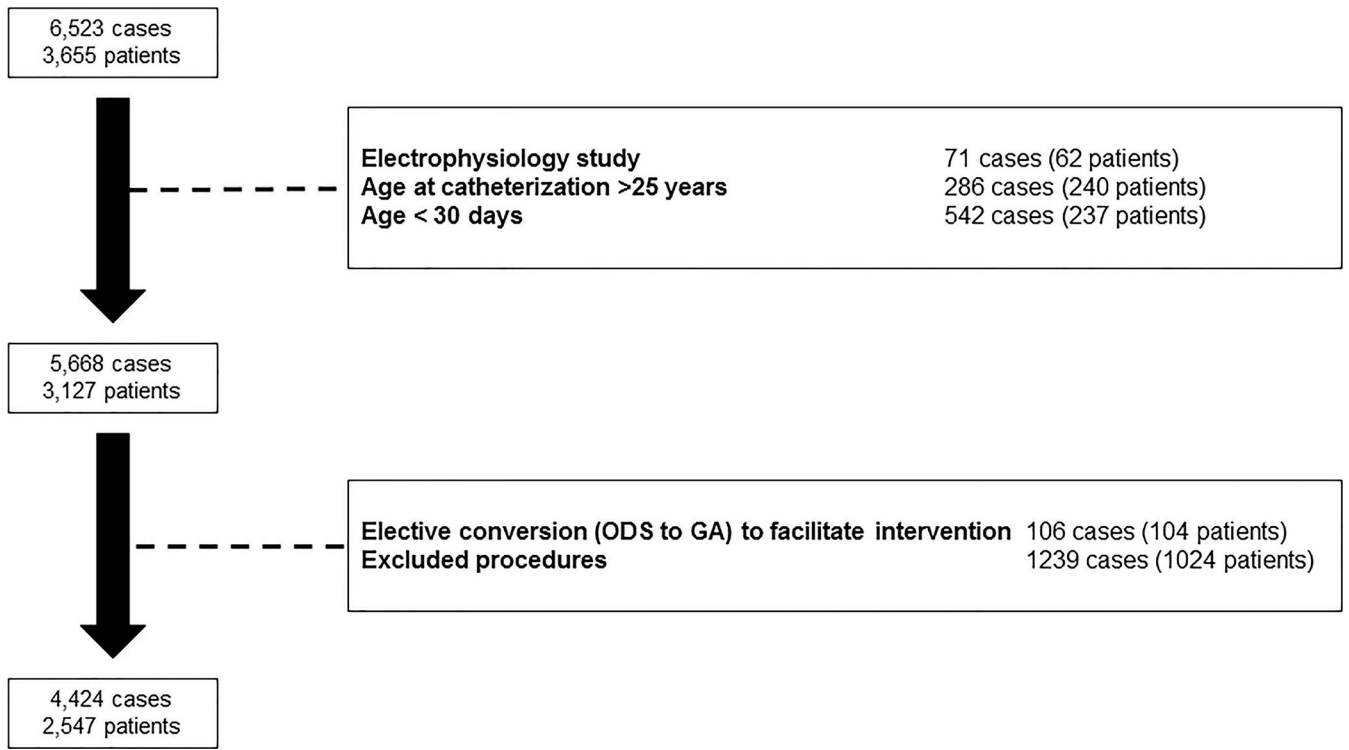 6,523 cases
3,655 patients
Electrophysiology study 71 cases (62 patients)
Age at catheterization >25 years 286 cases (240 patients)
Age < 30 days 542 cases (237 patients)
5,668 cases
3,127 patients
Elective conversion (ODS to GA) to facilitate intervention 106 cases (104 patients)
Excluded procedures 1239 cases (1024 patients)
4,424 cases
2,547 patients